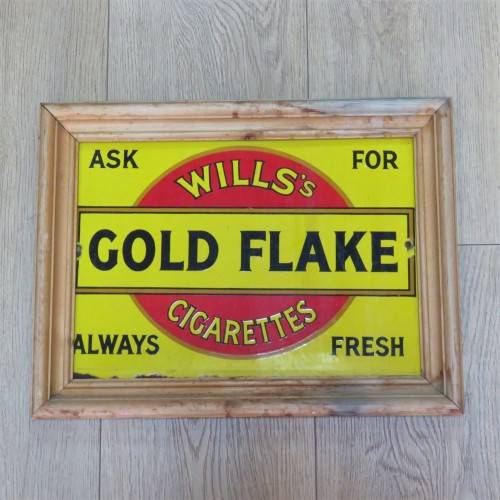 ASK FOR
WILLS's
GOLD FLAKE
CIGARETTES
ALWAYS FRESH